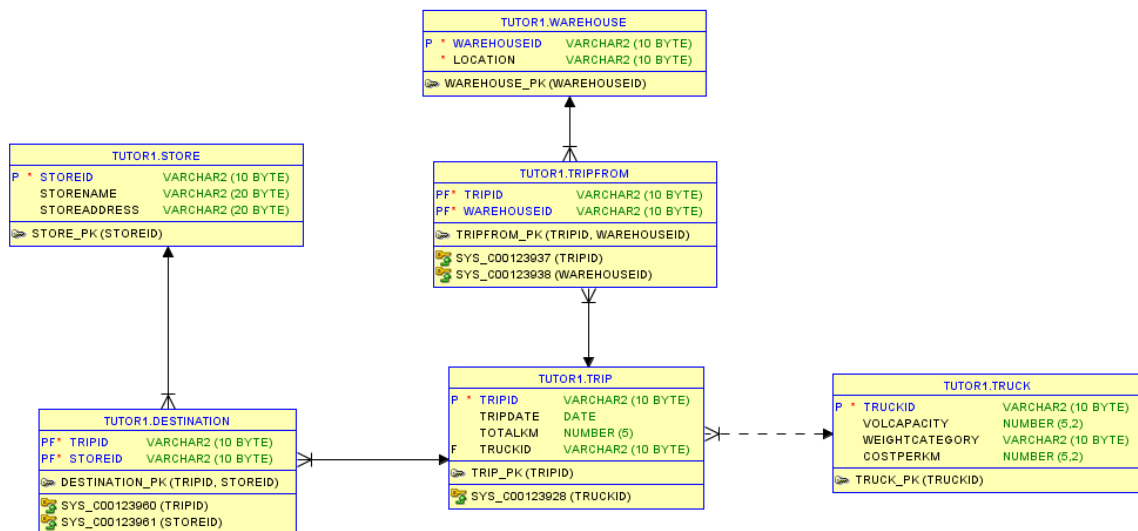 TUTOR1.WAREHOUSE
P * WAREHOUSEID VARCHAR2 (10 BYTE)
* LOCATION VARCHAR2 (10 BYTE)
WAREHOUSE_PK (WAREHOUSEID)
TUTOR1.STORE
P * STOREID VARCHAR2 (10 BYTE)
STORENAME VARCHAR2 (20 BYTE)
STOREADDRESS VARCHAR2 (20 BYTE)
STORE_PK (STOREID)
TUTOR1.TRIPFROM
PF* TRIPID VARCHAR2 (10 BYTE)
PF* WAREHOUSEID VARCHAR2 (10 BYTE)
TRIPFROM_PK (TRIPID, WAREHOUSEID)
SYS_C00123937 (TRIPID)
SYS_C00123938 (WAREHOUSEID)
TUTOR1.DESTINATION
PF* TRIPID VARCHAR2 (10 BYTE)
PF* STOREID VARCHAR2 (10 BYTE)
DESTINATION_PK (TRIPID, STOREID)
SYS_C00123960 (TRIPID)
SYS_C00123961 (STOREID)
TUTOR1.TRIP
P * TRIPID VARCHAR2 (10 BYTE)
TRIPDATE DATE
TOTALKM NUMBER (5)
F TRUCKID VARCHAR2 (10 BYTE)
TRIP_PK (TRIPID)
SYS_C00123928 (TRUCKID)
TUTOR1.TRUCK
P * TRUCKID VARCHAR2 (10 BYTE)
VOLCAPACITY NUMBER (5,2)
WEIGHTCATEGORY VARCHAR2 (10 BYTE)
COSTPERKM NUMBER (5,2)
TRUCK_PK (TRUCKID)